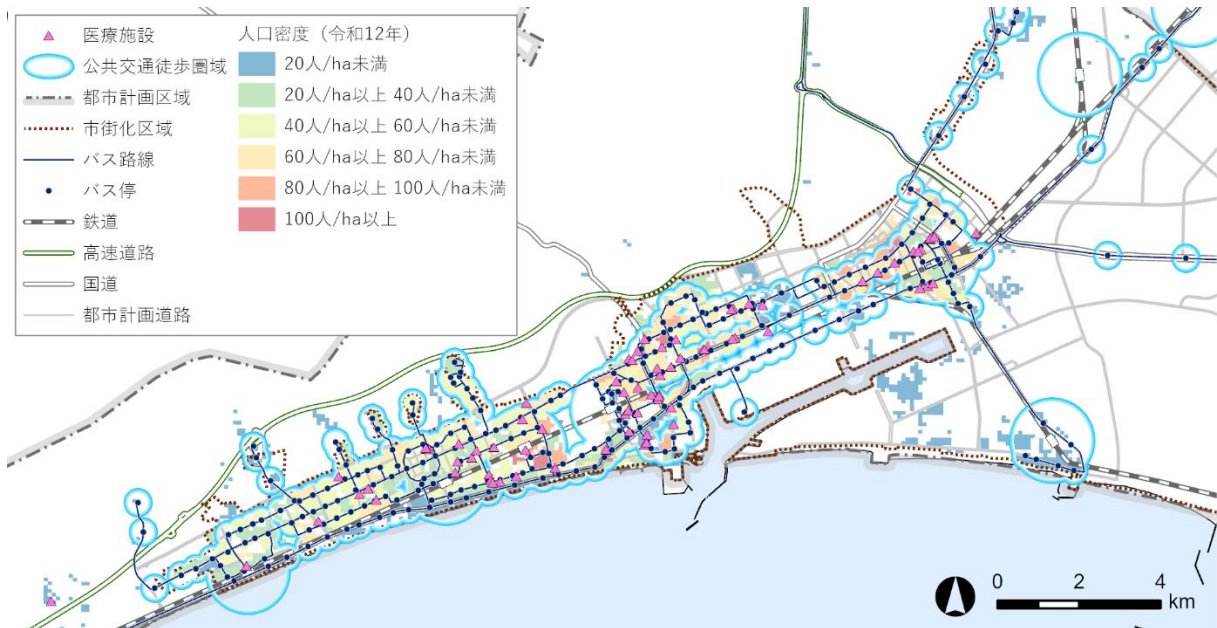 医療施設
公共交通徒歩圏域
都市計画区域
市街化区域
バス路線
バス停
鉄道
高速道路
国道
都市計画道路
人口密度（令和12年）
20人/ha未満
20人/ha以上 40人/ha未満
40人/ha以上 60人/ha未満
60人/ha以上 80人/ha未満
80人/ha以上 100人/ha未満
100人/ha以上
0 2 4
km